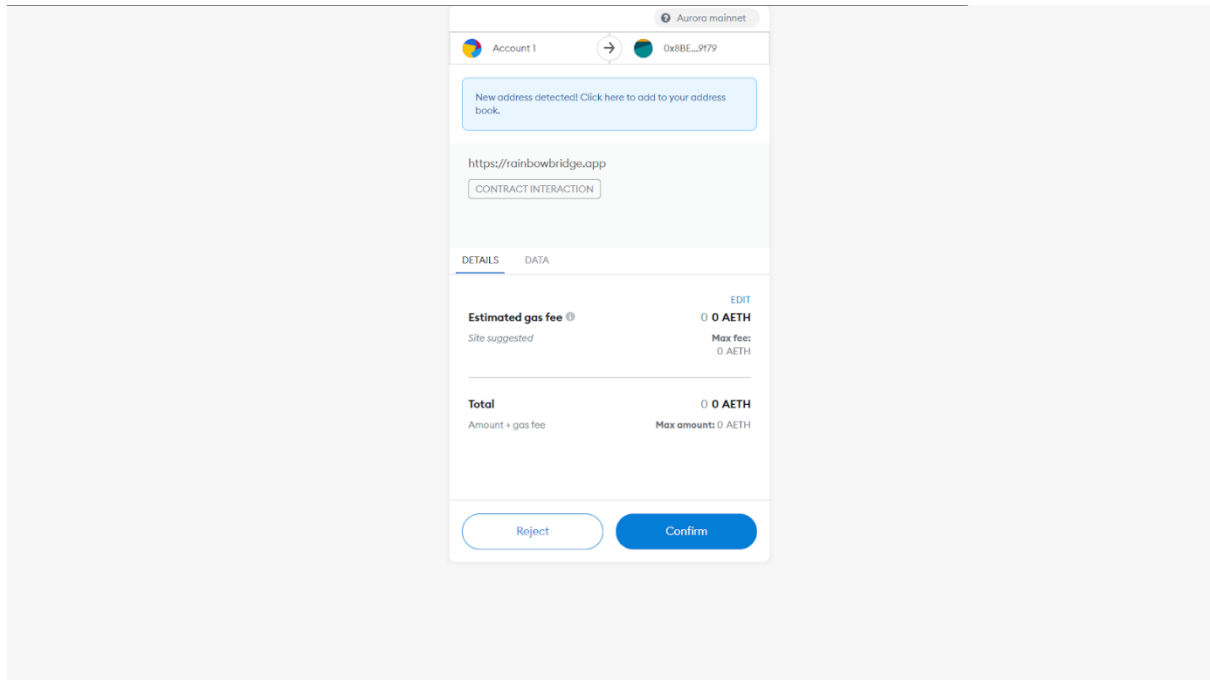 Aurora mainnet
Account 1
0x8BE...9f79
New address detected! Click here to add to your address
book.
https://rainbowbridge.app
CONTRACT INTERACTION
DETAILS DATA
EDIT
Estimated gas fee 0 0 AETH
Site suggested Max fee:
0 AETH
Total 0 0 AETH
Amount + gas fee Max amount: 0 AETH
Reject Confirm